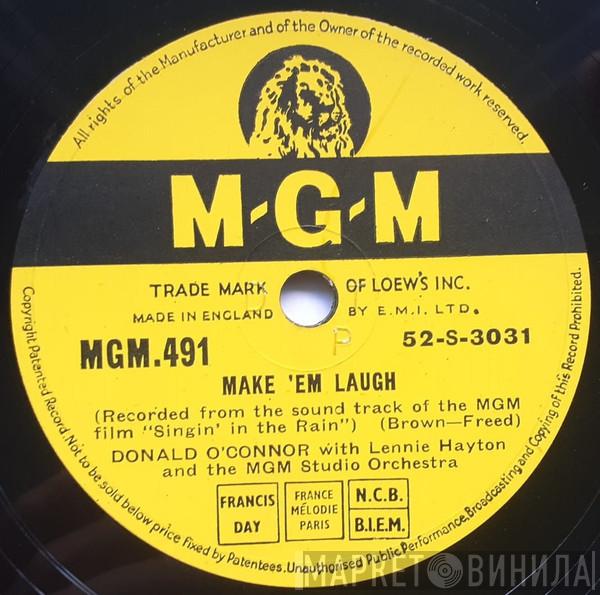 All rights of the Manufacturer and of the Owner of the recorded work reserved.
M-G-M
TRADE MARK OF LOEW'S INC.
MADE IN ENGLAND BY E.M.I. LTD.
P
MGM.491 52-S-3031
MAKE 'EM LAUGH
(Recorded from the sound track of the MGM
film "Singin' in the Rain") (Brown—Freed)
DONALD O'CONNOR with Lennie Hayton
and the MGM Studio Orchestra
FRANCIS
DAY
FRANCE
MÉLODIE
PARIS
N.C.B.
B.I.E.M.
Copyright Patented Record. Not to be sold below price fixed by Patentees. Unauthorised Public Performance, Broadcasting and Copying of this Record Prohibited.
МАРКЕТ ВИНИЛА